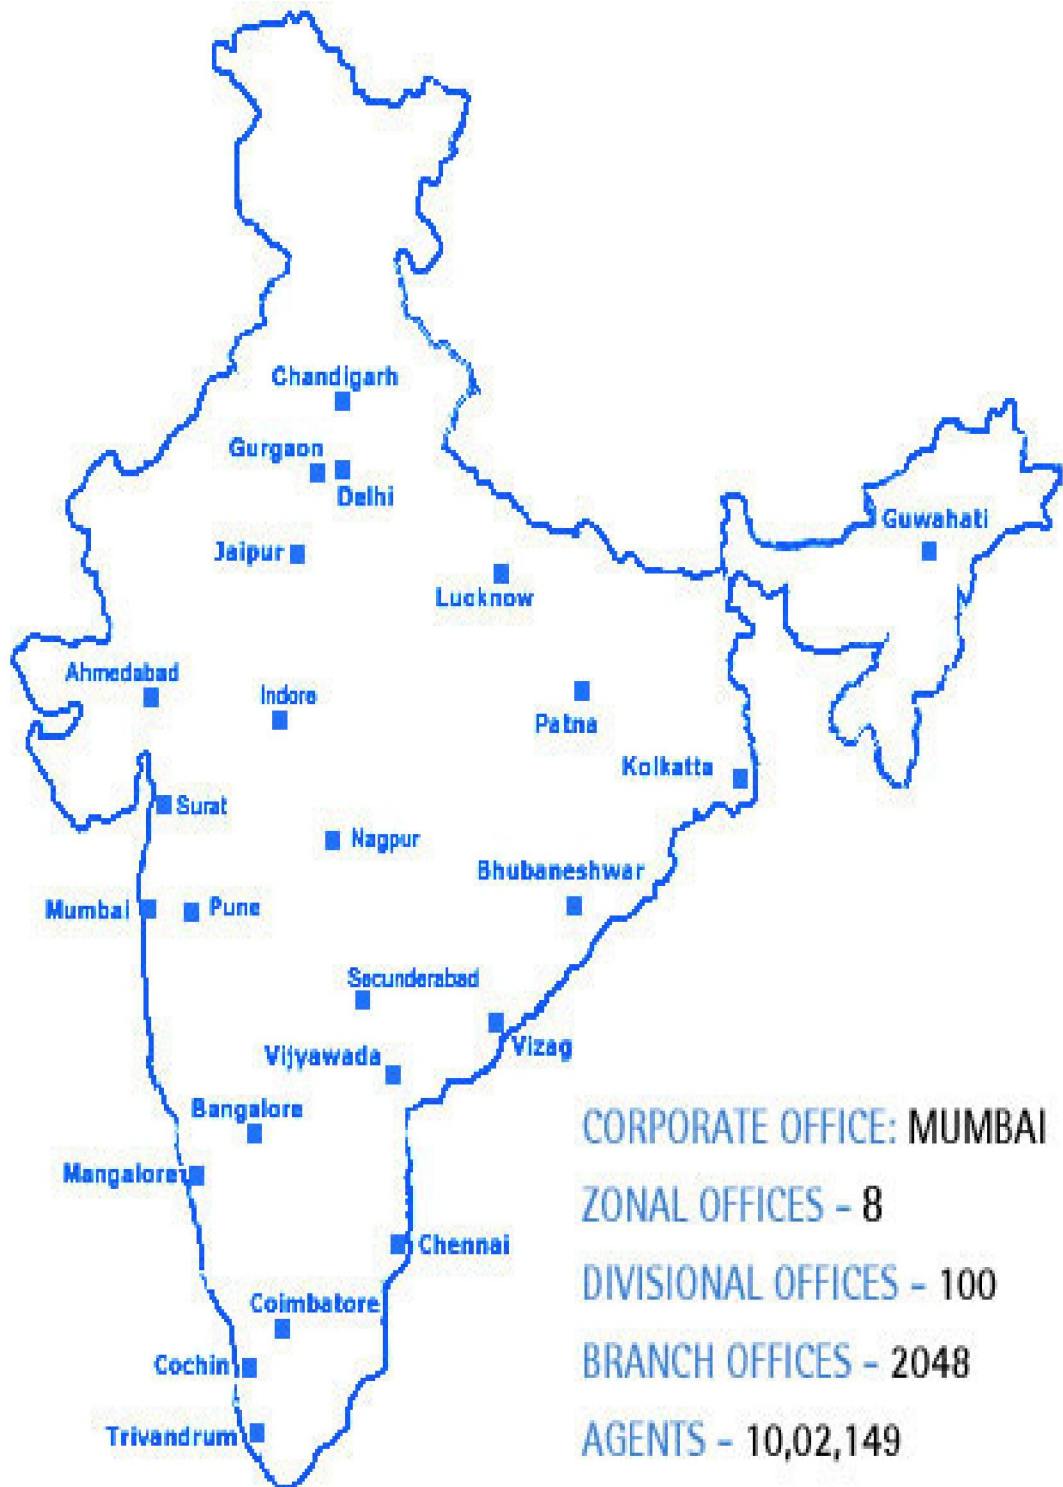 Chandigarh
Gurgaon
Delhi
Guwahati
Jaipur
Lucknow
Ahmedabad
Indore
Patna
Kolkatta
Surat
Nagpur
Bhubaneshwar
Mumbai
Pune
Secunderabad
Vizag
Vijyawada
Bangalore
CORPORATE OFFICE: MUMBAI
Mangalore
ZONAL OFFICES - 8
Chennai
DIVISIONAL OFFICES - 100
Coimbatore
Cochin
BRANCH OFFICES - 2048
Trivandrum
AGENTS - 10,02,149